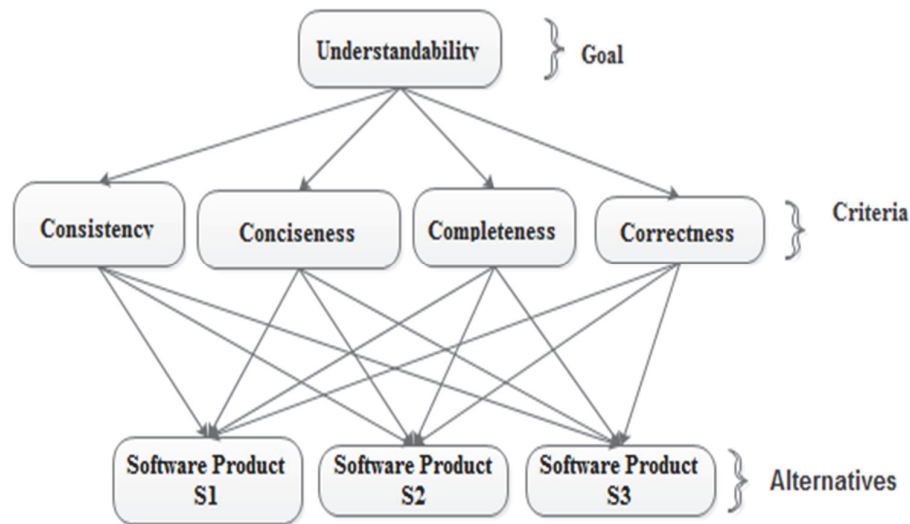 Understandability
Goal
Consistency
Conciseness
Completeness
Correctness
Criteria
Software Product
S1
Software Product
S2
Software Product
S3
Alternatives